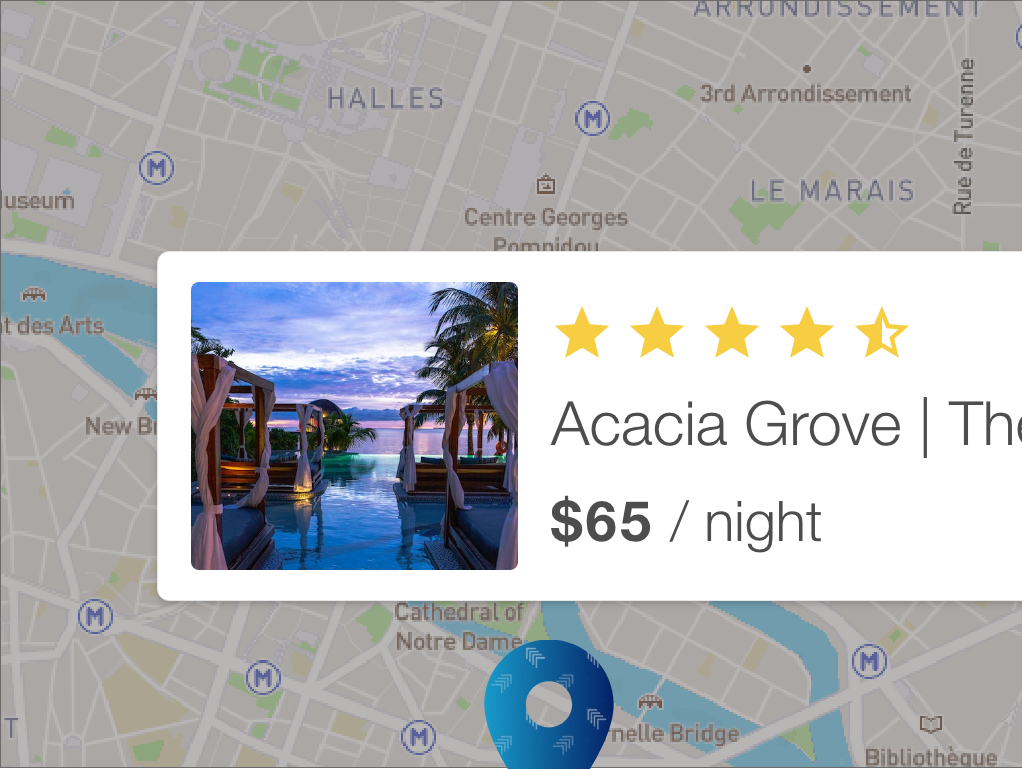 ARRONDISSEMENT
3rd Arrondissement
HALLES
M
Rue de Turenne
M
LE MARAIS
Centre Georges
Pompidou
t des Arts
New Br
Acacia Grove | The
$65 / night
Cathedral of
Notre Dame
M
M
M
M
T
nelle Bridge
Bibliothèque